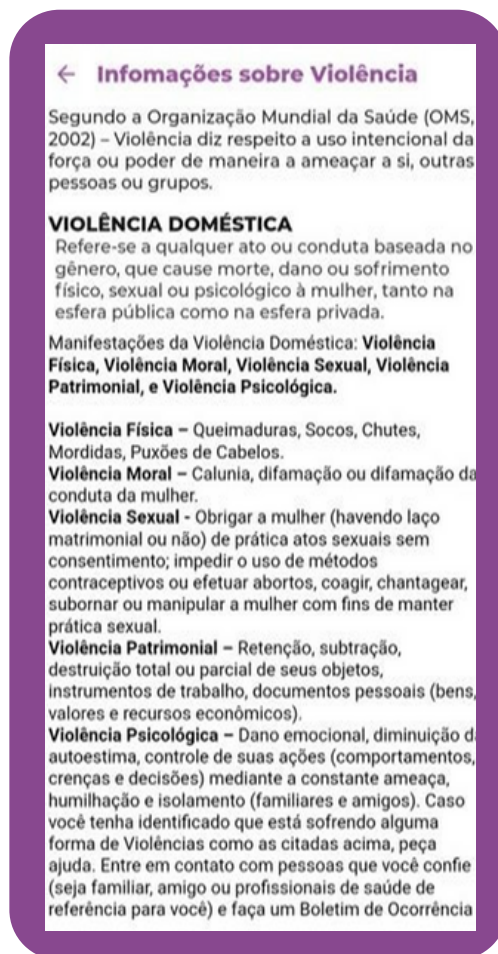 ← Infomações sobre Violência
Segundo a Organização Mundial da Saúde (OMS,
2002) – Violência diz respeito a uso intencional da
força ou poder de maneira a ameaçar a si, outras
pessoas ou grupos.
VIOLÊNCIA DOMÉSTICA
Refere-se a qualquer ato ou conduta baseada no
gênero, que cause morte, dano ou sofrimento
físico, sexual ou psicológico à mulher, tanto na
esfera pública como na esfera privada.
Manifestações da Violência Doméstica: Violência
Física, Violência Moral, Violência Sexual, Violência
Patrimonial, e Violência Psicológica.
Violência Física – Queimaduras, Socos, Chutes,
Mordidas, Puxões de Cabelos.
Violência Moral – Calunia, difamação ou difamação da
conduta da mulher.
Violência Sexual - Obrigar a mulher (havendo laço
matrimonial ou não) de prática atos sexuais sem
consentimento; impedir o uso de métodos
contraceptivos ou efetuar abortos, coagir, chantagear,
subornar ou manipular a mulher com fins de manter
prática sexual.
Violência Patrimonial – Retenção, subtração,
destruição total ou parcial de seus objetos,
instrumentos de trabalho, documentos pessoais (bens,
valores e recursos econômicos).
Violência Psicológica – Dano emocional, diminuição d
autoestima, controle de suas ações (comportamentos,
crenças e decisões) mediante a constante ameaça,
humilhação e isolamento (familiares e amigos). Caso
você tenha identificado que está sofrendo alguma
forma de Violências como as citadas acima, peça
ajuda. Entre em contato com pessoas que você confie
(seja familiar, amigo ou profissionais de saúde de
referência para você) e faça um Boletim de Ocorrência